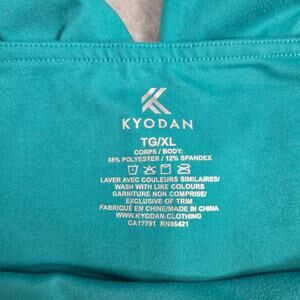 KYODAN
TG/XL
CORPS / BODY:
88% POLYESTER / 12% SPANDEX
LAVER AVEC COULEURS SIMILAIRES/
WASH WITH LIKE COLOURS
GARNITURE NON COMPRISE/
EXCLUSIVE OF TRIM
FABRIQUÉ EN CHINE/MADE IN CHINA
WWW.KYODAN.CLOTHING
CA17791 RN86421